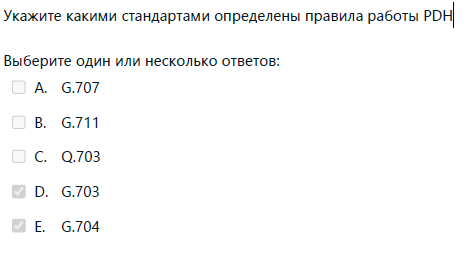 Укажите какими стандартами определены правила работы PDH
Выберите один или несколько ответов:
A. G.707
B. G.711
C. Q.703
D. G.703
E. G.704